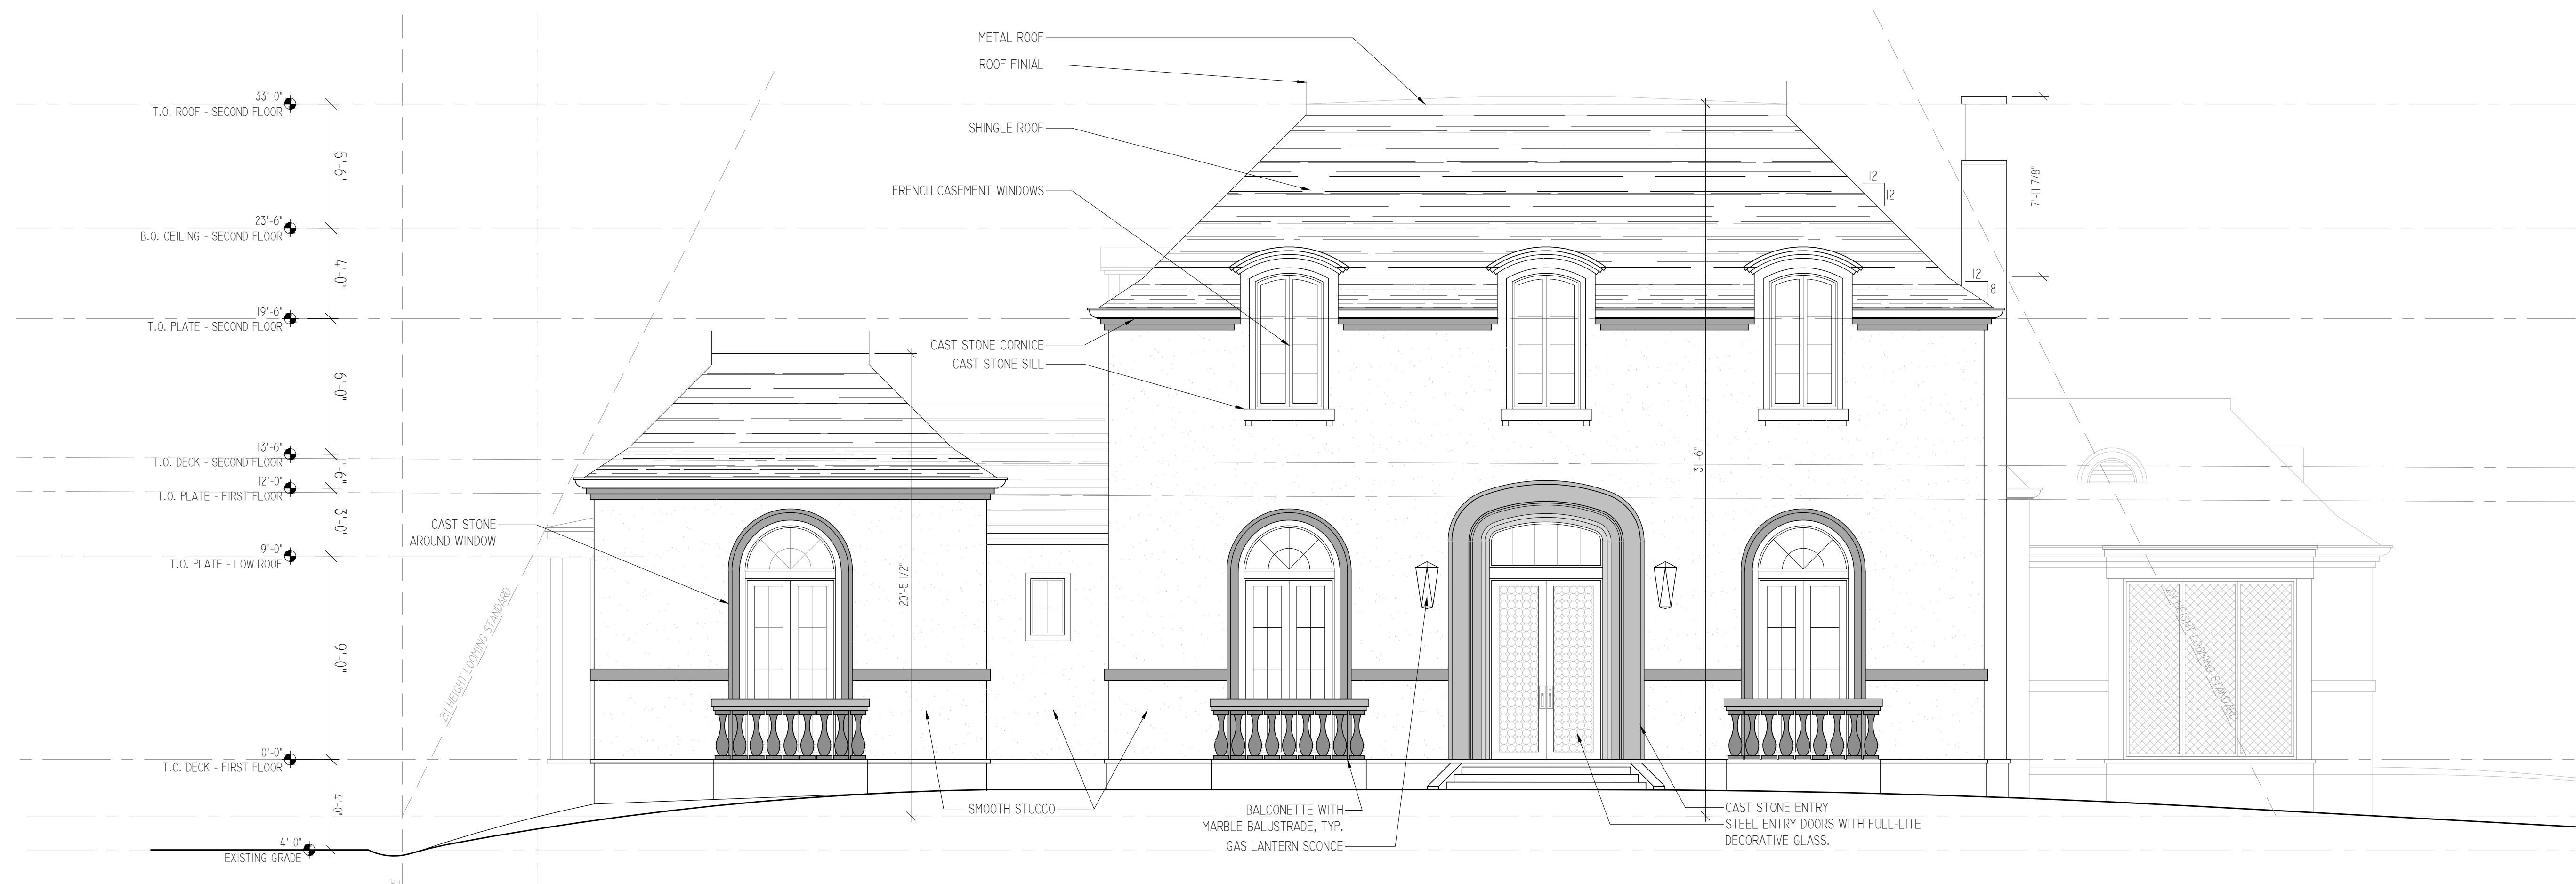 METAL ROOF
ROOF FINIAL
33'-0"
T.O. ROOF - SECOND FLOOR
SHINGLE ROOF
5'-6"
12
12
7'-11 7/8"
FRENCH CASEMENT WINDOWS
23'-6"
B.O. CEILING - SECOND FLOOR
4'-0"
12
8
19'-6"
T.O. PLATE - SECOND FLOOR
CAST STONE CORNICE
CAST STONE SILL
6'-0"
13'-6"
T.O. DECK - SECOND FLOOR
31'-6"
12'-0"
T.O. PLATE - FIRST FLOOR
3'-0"
CAST STONE
AROUND WINDOW
9'-0"
T.O. PLATE - LOW ROOF
20'-5 1/2"
2:1 HEIGHT LOOMING STANDARD
2:1 HEIGHT LOOMING STANDARD
9'-0"
0'-0"
T.O. DECK - FIRST FLOOR
4'-0"
SMOOTH STUCCO
BALCONETTE WITH
MARBLE BALUSTRADE, TYP.
GAS LANTERN SCONCE
CAST STONE ENTRY
STEEL ENTRY DOORS WITH FULL-LITE
DECORATIVE GLASS.
-4'-0"
EXISTING GRADE